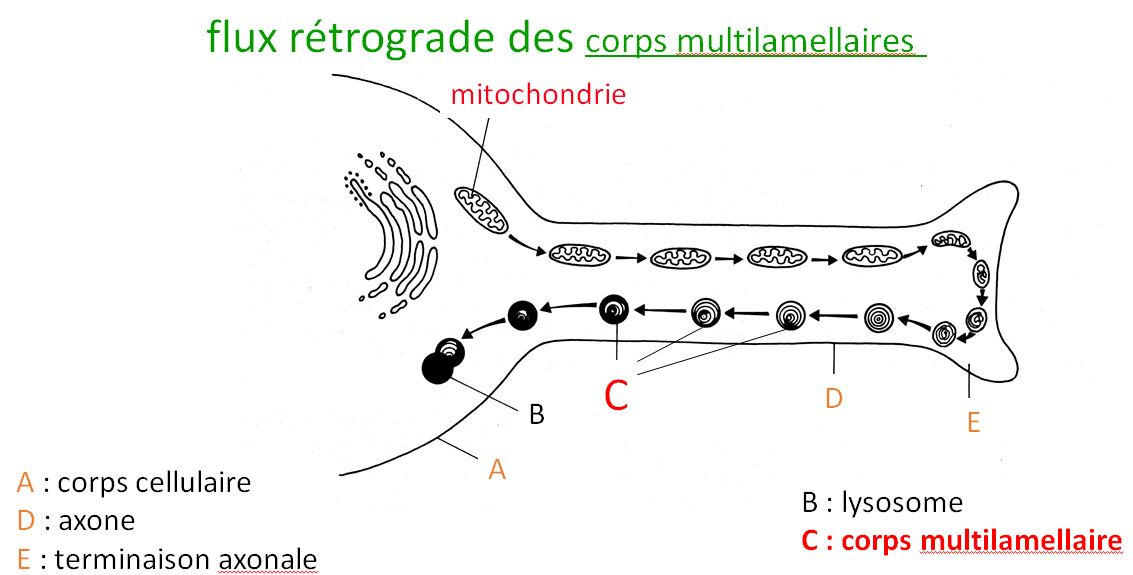 flux rétrograde des corps multilamellaires
mitochondrie
C
D
B
E
A
A : corps cellulaire
D : axone
E : terminaison axonale
B : lysosome
C : corps multilamellaire